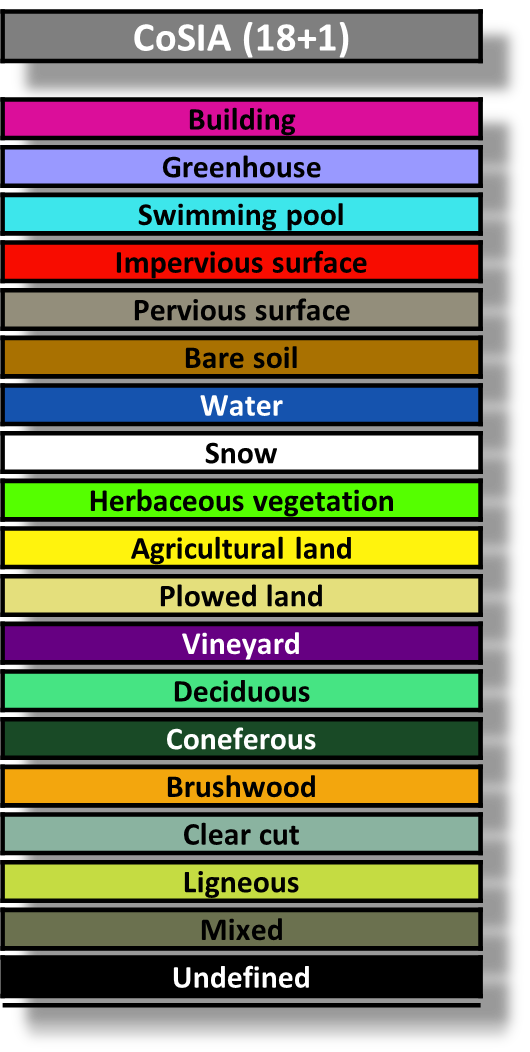 CoSIA (18+1)
Building
Greenhouse
Swimming pool
Impervious surface
Pervious surface
Bare soil
Water
Snow
Herbaceous vegetation
Agricultural land
Plowed land
Vineyard
Deciduous
Coneferous
Brushwood
Clear cut
Ligneous
Mixed
Undefined